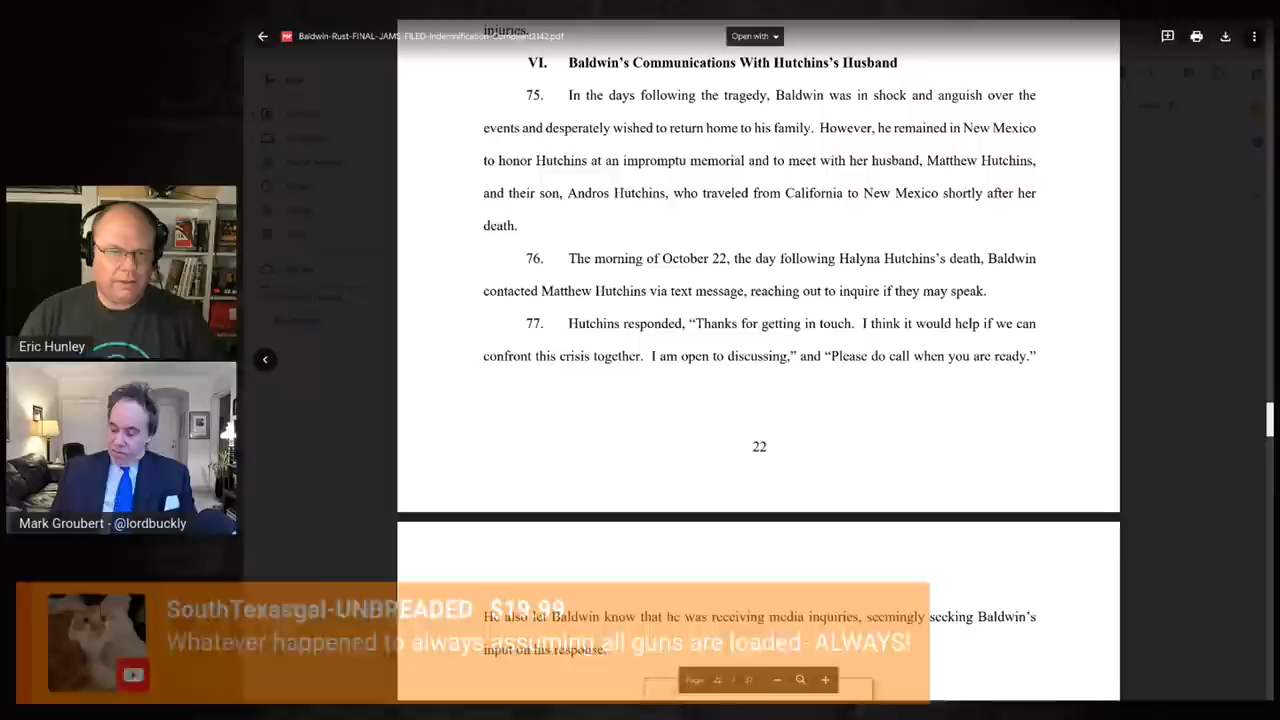 injuries.
Baldwin-Rust-FINAL-JAMS FILED-Indemnification-Complaint2142.pdf
Open with
VI. Baldwin's Communications With Hutchins's Husband
75. In the days following the tragedy, Baldwin was in shock and anguish over the
events and desperately wished to return home to his family. However, he remained in New Mexico
to honor Hutchins at an impromptu memorial and to meet with her husband, Matthew Hutchins,
and their son, Andros Hutchins, who traveled from California to New Mexico shortly after her
death.
76. The morning of October 22, the day following Halyna Hutchins's death, Baldwin
contacted Matthew Hutchins via text message, reaching out to inquire if they may speak.
77. Hutchins responded, “Thanks for getting in touch. I think it would help if we can
confront this crisis together. I am open to discussing,” and “Please do call when you are ready.”
22
Eric Hunley
Mark Groubert - @lordbuckly
SouthTexasgal-UNBREADED $19.99
Whatever happened to always assuming all guns are loaded- ALWAYS!
He also let Baldwin know that he was receiving media inquiries, seemingly seeking Baldwin's
input on his response.
Page 22 / 37